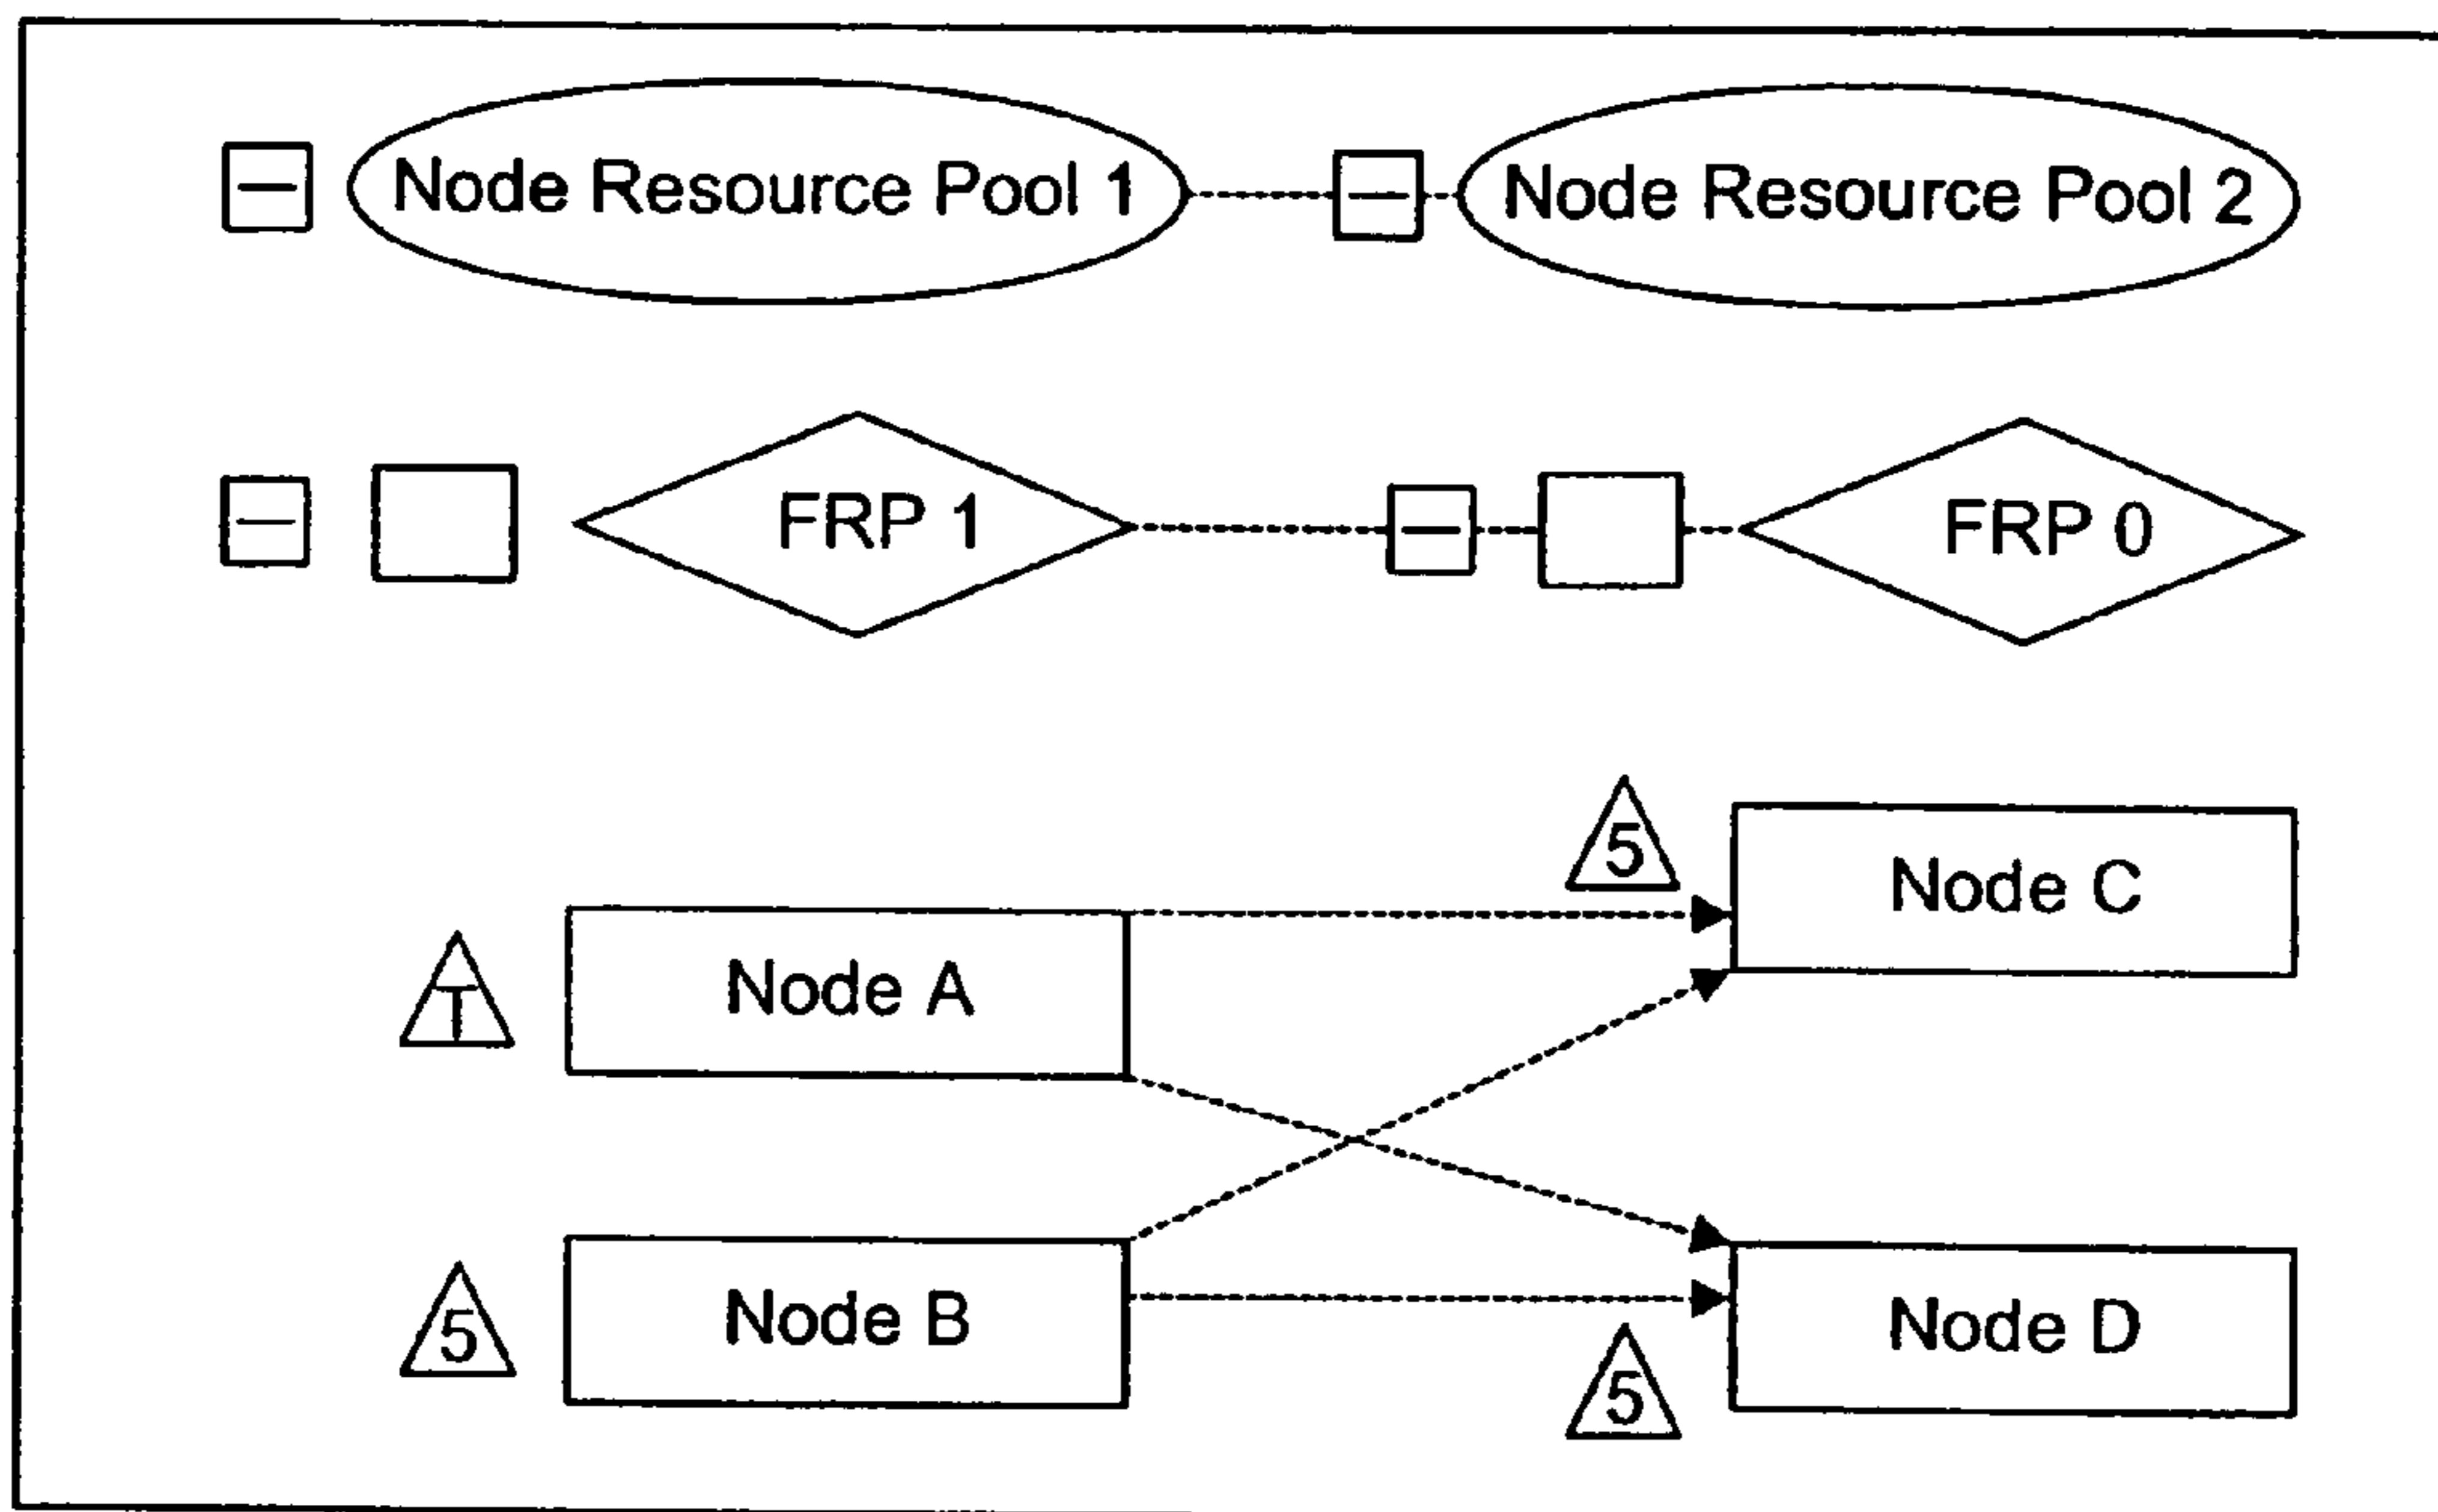 Node Resource Pool 1
Node Resource Pool 2
FRP 1
FRP 0
5
Node C
T
Node A
5
Node B
5
Node D